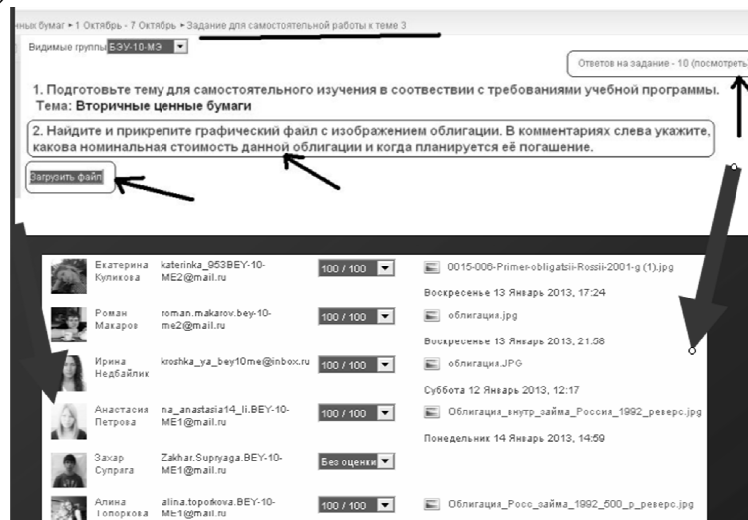 нных бумаг ▸ 1 Октябрь - 7 Октябрь ▸ Задание для самостоятельной работы к теме 3
Видимые группы БЭУ-10-МЭ
Ответов на задание - 10 (посмотреть
1. Подготовьте тему для самостоятельного изучения в соотвествии с требованиями учебной программы.
Тема: Вторичные ценные бумаги
2. Найдите и прикрепите графический файл с изображением облигации. В комментариях слева укажите,
какова номинальная стоимость данной облигации и когда планируется её погашение.
Загрузить файл
Екатерина Куликова katerinka_953BEY-10-ME2@mail.ru 100 / 100 0015-006-Primer-obligatsii-Rossii-2001-g (1).jpg
Воскресенье 13 Январь 2013, 17:24
Роман Макаров roman.makarov.bey-10-me2@mail.ru 100 / 100 облигация.jpg
Воскресенье 13 Январь 2013, 21:58
Ирина Недбайлик kroshka_ya_bey10me@inbox.ru 100 / 100 облигация.JPG
Суббота 12 Январь 2013, 12:17
Анастасия Петрова na_anastasia14_li.BEY-10-ME1@mail.ru 100 / 100 Облигация_внутр_займа_Россия_1992_реверс.jpg
Понедельник 14 Январь 2013, 14:59
Захар Супряга Zakhar.Supryaga.BEY-10-ME1@mail.ru Без оценки
Алина Топоркова alina.toporkova.BEY-10-ME1@mail.ru 100 / 100 Облигация_Росс_займа_1992_500_р_реверс.jpg